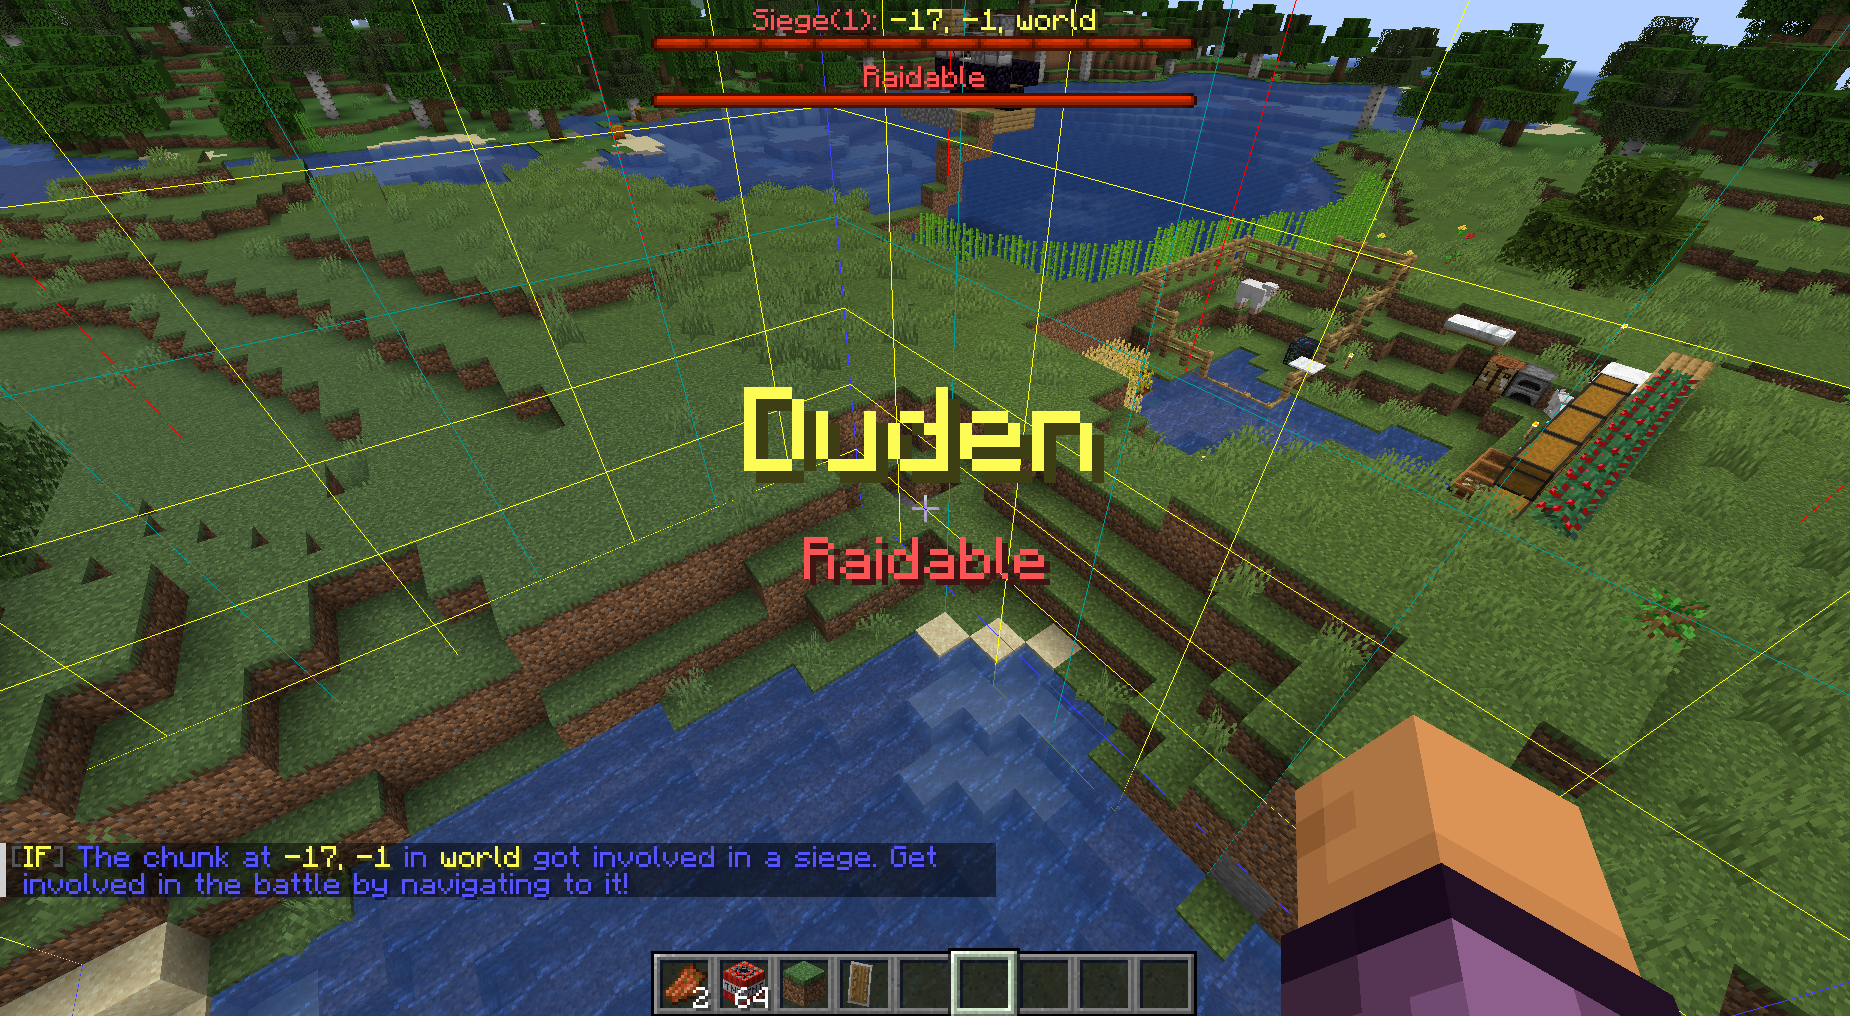 Siege(1): -17, -1, world
Raidable
Duden
Raidable
[IF] The chunk at -17, -1 in world got involved in a siege. Get
involved in the battle by navigating to it!
2
64